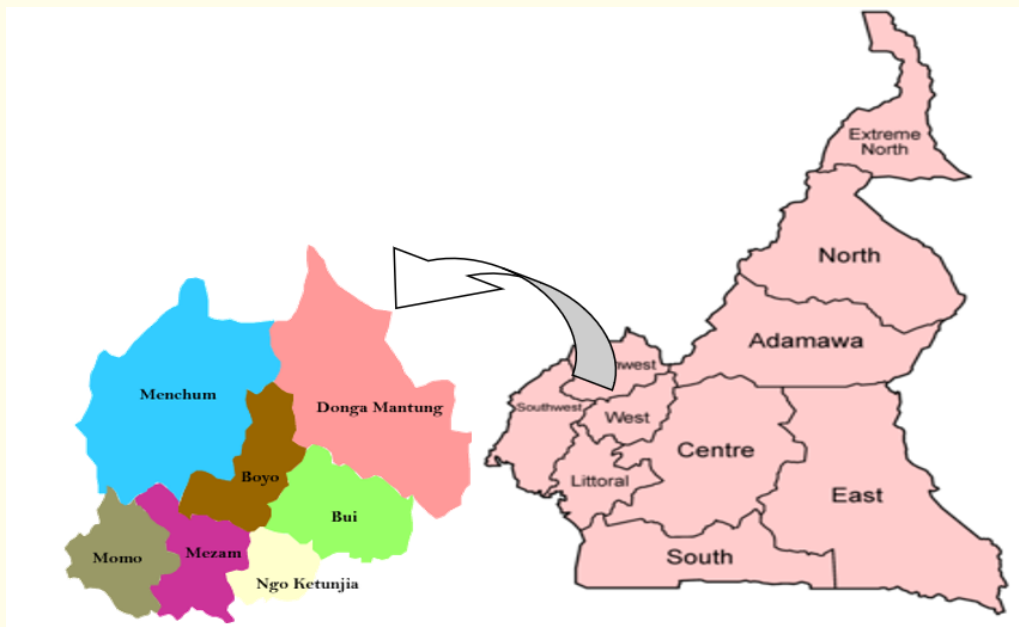 Menchum
Donga Mantung
Boyo
Bui
Momo
Mezam
Ngo Ketunjia
Extreme
North
North
Adamawa
West
Southwest
Centre
Littoral
East
South